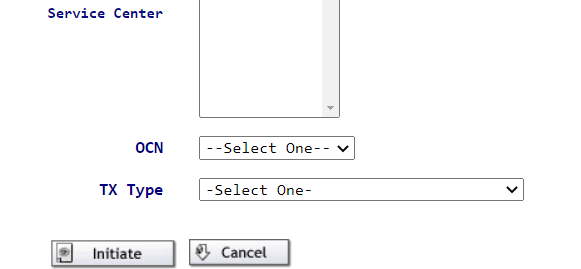 Service Center
OCN --Select One--
TX Type -Select One-
Initiate Cancel